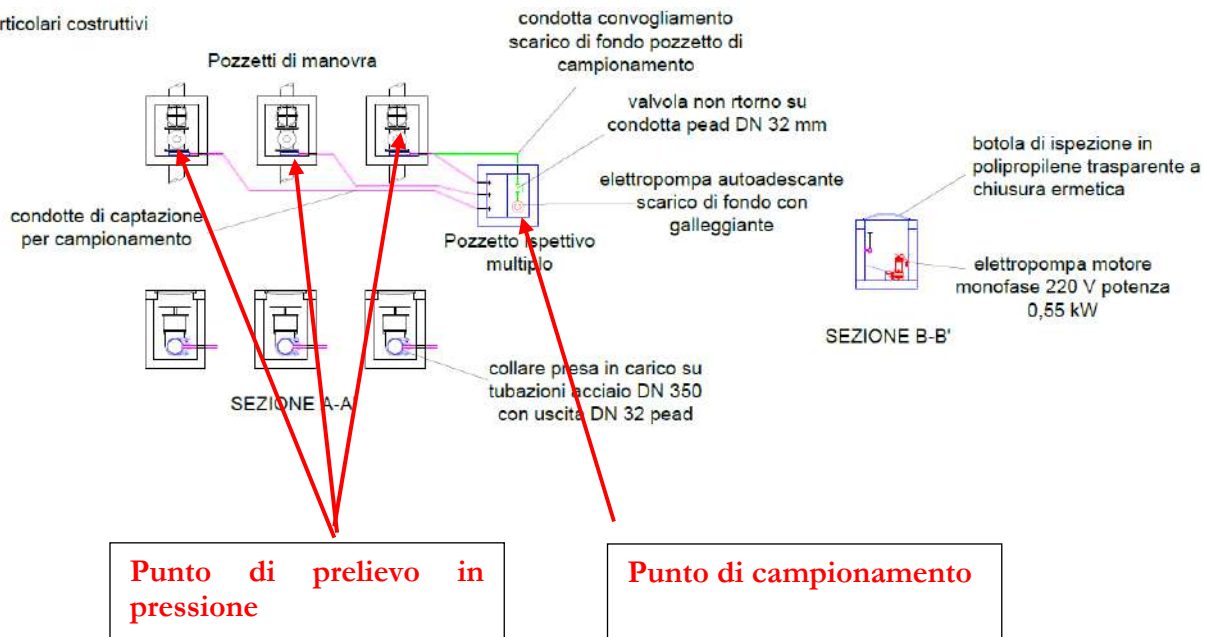 rticolari costruttivi
Pozzetti di manovra
condotta convogliamento
scarico di fondo pozzetto di
campionamento
valvola non rtorno su
condotta pead DN 32 mm
elettropompa autoadescante
scarico di fondo con
galleggiante
condotte di captazione
per campionamento
Pozzetto ispettivo
multiplo
botola di ispezione in
polipropilene trasparente a
chiusura ermetica
elettropompa motore
monofase 220 V potenza
0,55 kW
SEZIONE B-B'
collare presa in carico su
tubazioni acciaio DN 350
con uscita DN 32 pead
SEZIONE A-A'
Punto di prelievo in
pressione
Punto di campionamento